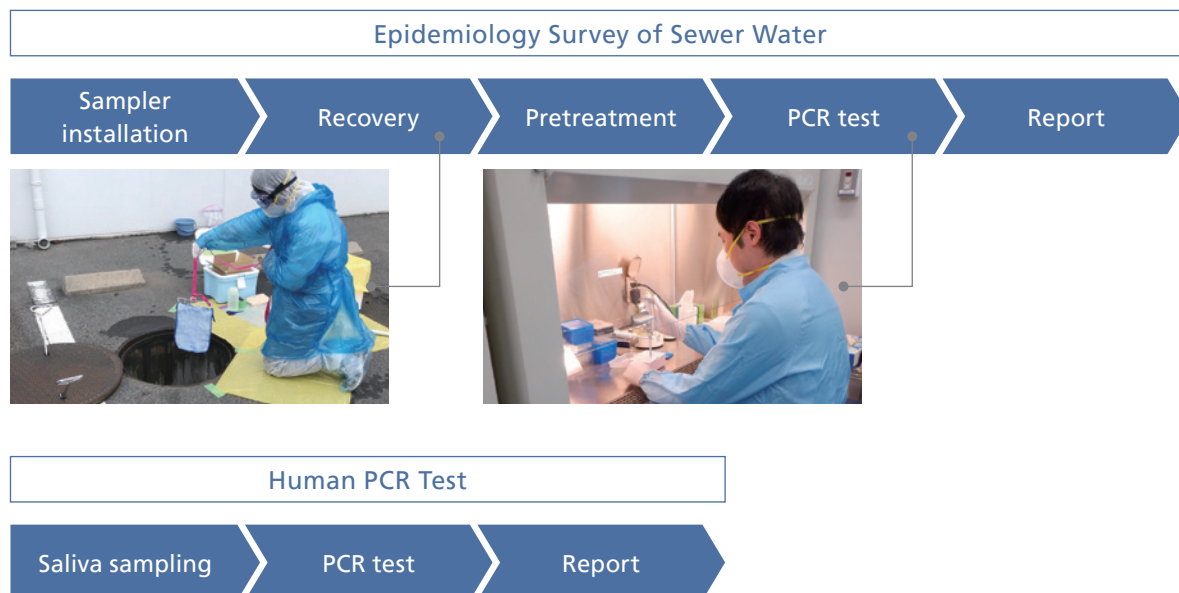 Epidemiology Survey of Sewer Water
Sampler
installation
Recovery
Pretreatment
PCR test
Report
Human PCR Test
Saliva sampling
PCR test
Report